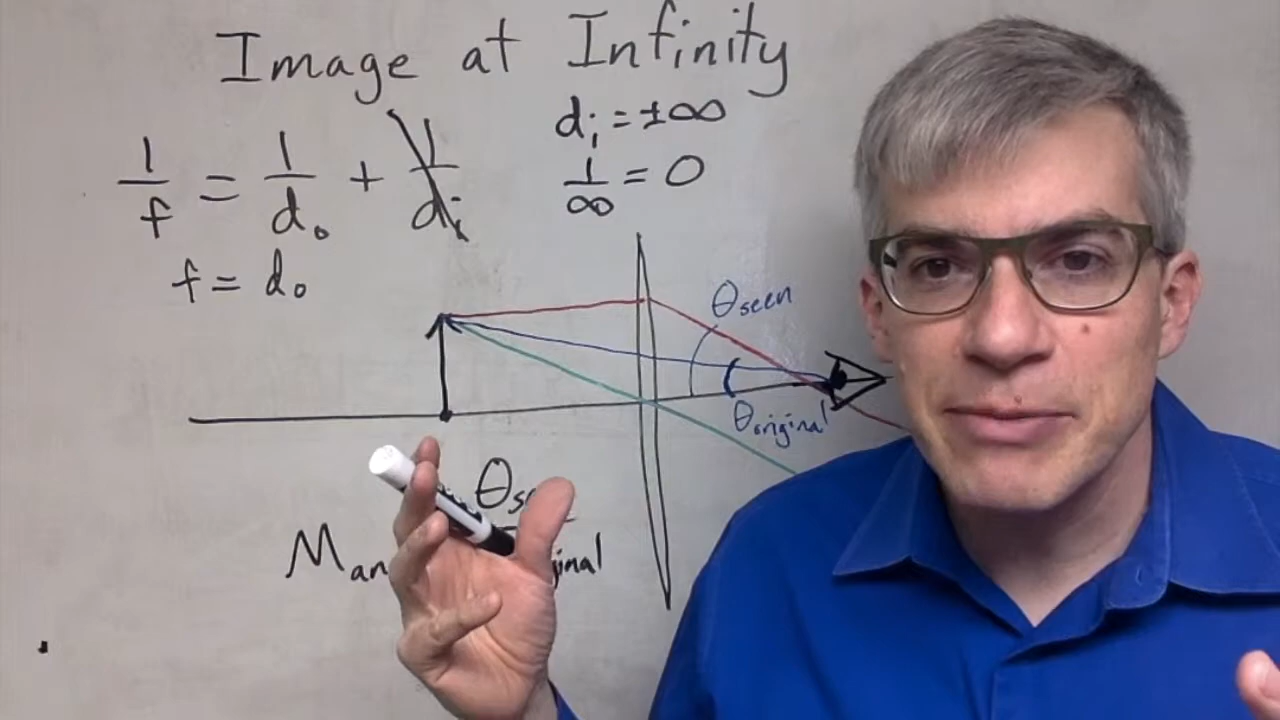 Image at Infinity
1/f = 1/d₀ + 1/dᵢ
dᵢ = ±∞
1/∞ = 0
f = d₀
θseen
θoriginal